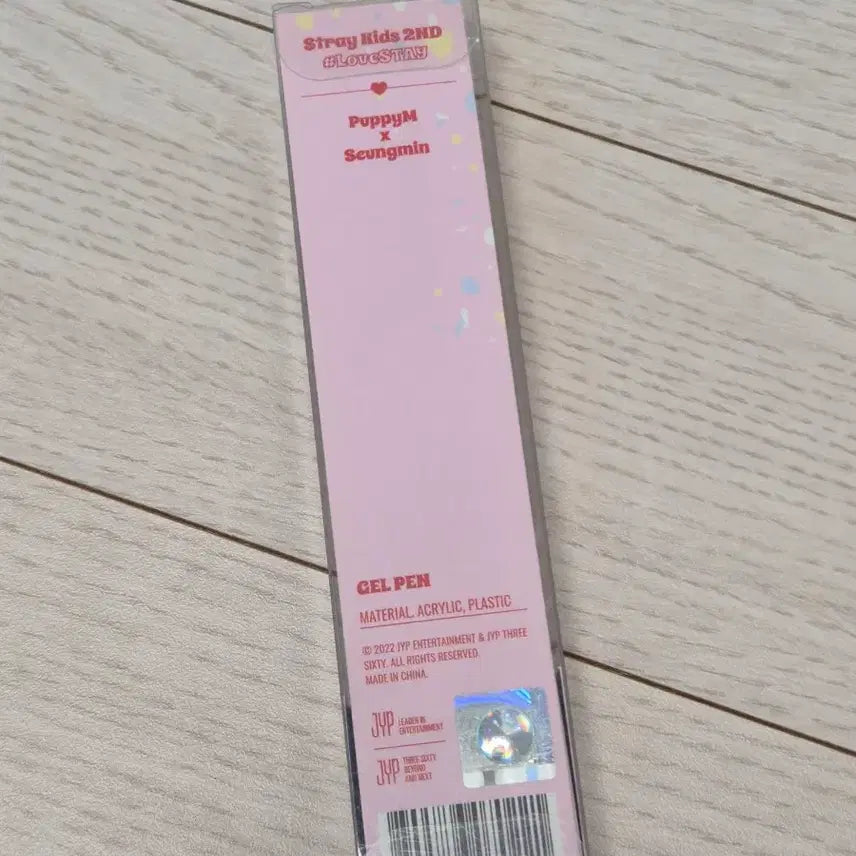 Stray Kids 2ND
#LoveSTAY
PuppyM
x
Seungmin
GEL PEN
MATERIAL. ACRYLIC, PLASTIC
© 2022 JYP ENTERTAINMENT & JYP THREE
SIXTY. ALL RIGHTS RESERVED.
MADE IN CHINA.
JYP LEADER IN
ENTERTAINMENT
JYP THREE SIXTY
BEYOND
AND NEXT